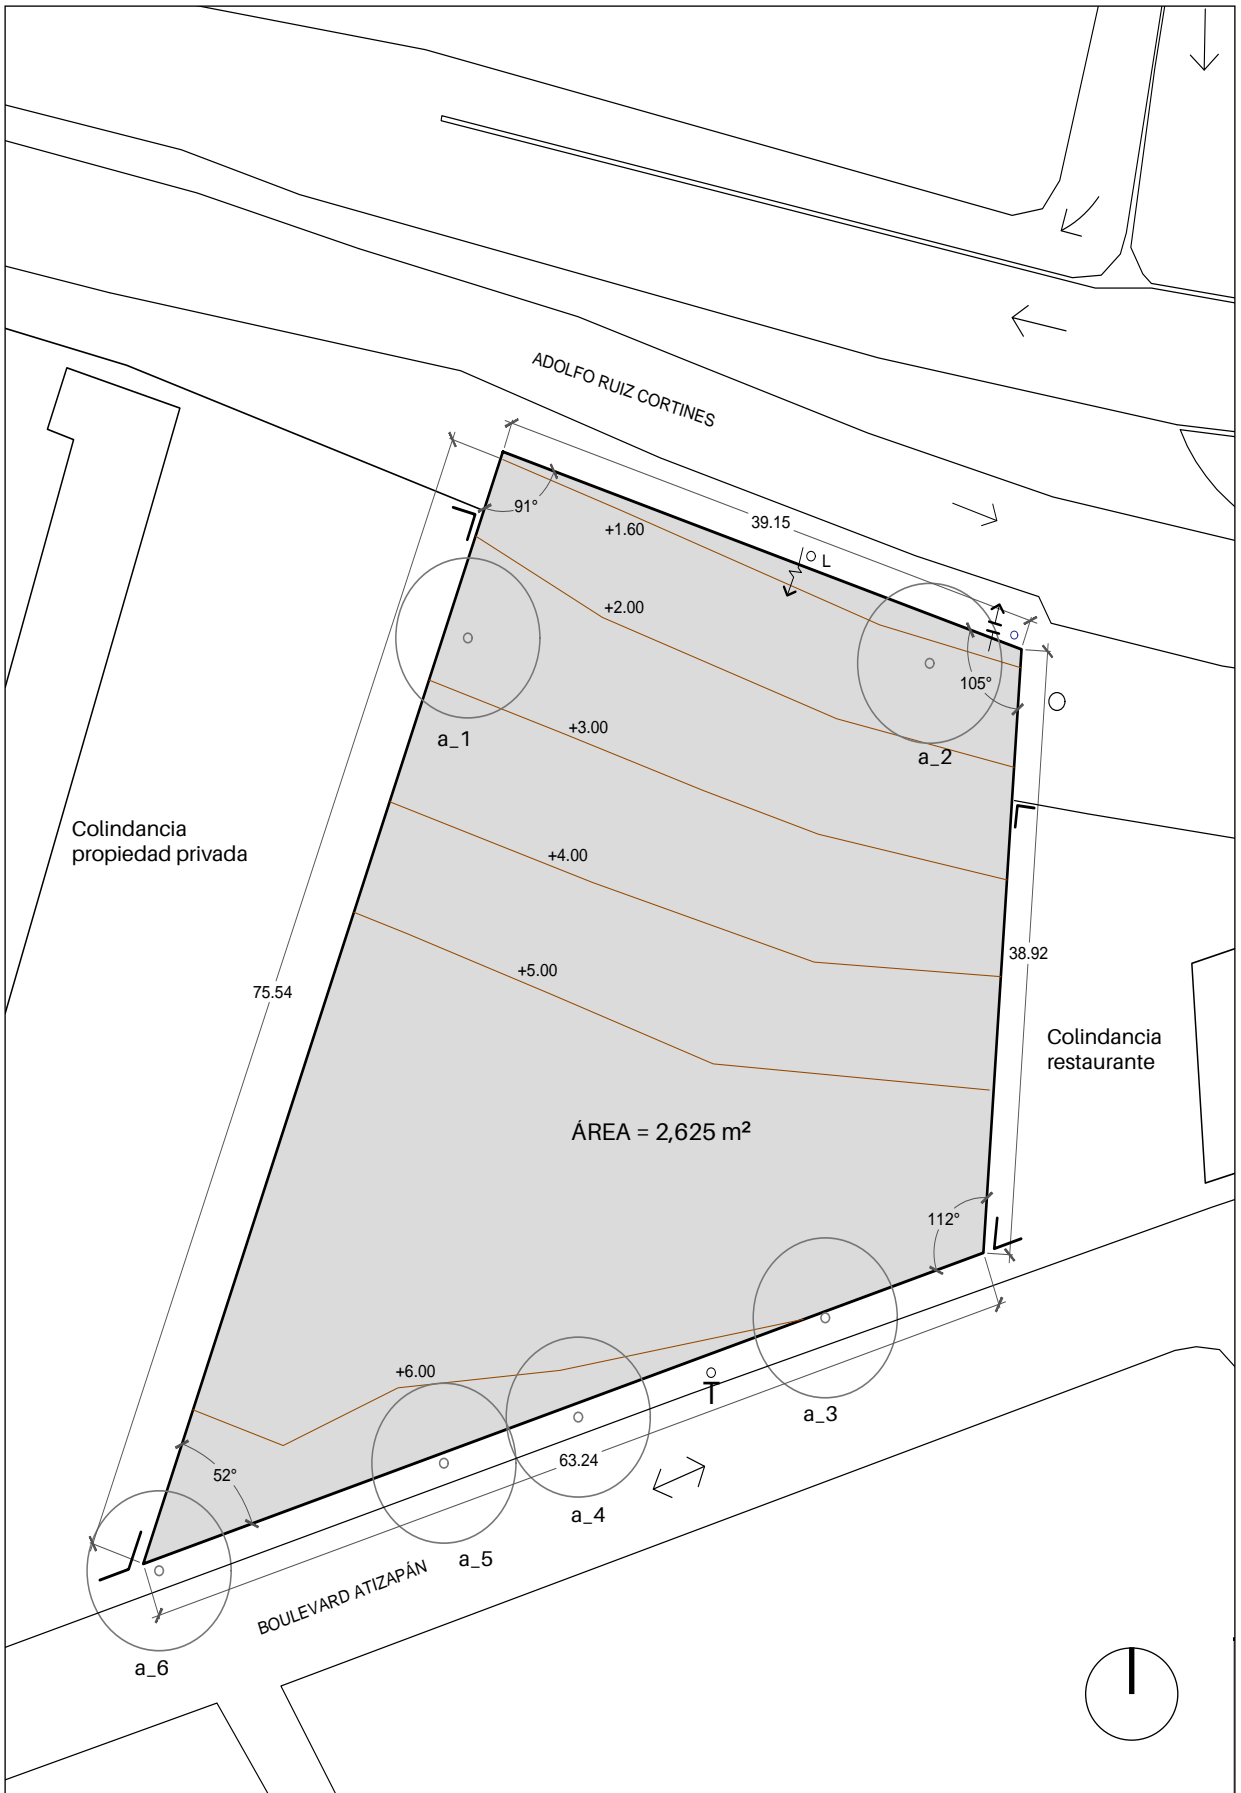 ADOLFO RUIZ CORTINES
91°
39.15
+1.60
L
+2.00
105°
+3.00
a_1
a_2
Colindancia
propiedad privada
+4.00
38.92
+5.00
75.54
Colindancia
restaurante
ÁREA = 2,625 m²
112°
+6.00
T
a_3
63.24
52°
a_4
a_5
BOULEVARD ATIZAPÁN
a_6